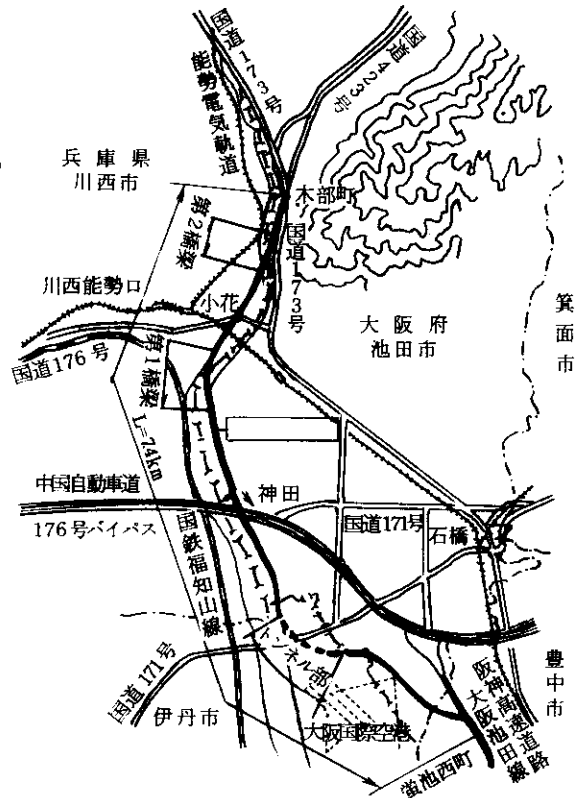 国道173号
国道423号
能勢電気軌道
兵庫県
川西市
木部町
第2橋梁
国道173号
川西能勢口
小花
大阪府
池田市
箕面市
国道176号
第1橋梁
L=7.4km
中国自動車道
神田
176号バイパス
国道171号
石橋
国鉄福知山線
トンネル部
国道171号
伊丹市
大阪国際空港
阪神高速道路
大阪池田線
豊中市
蛍池西町